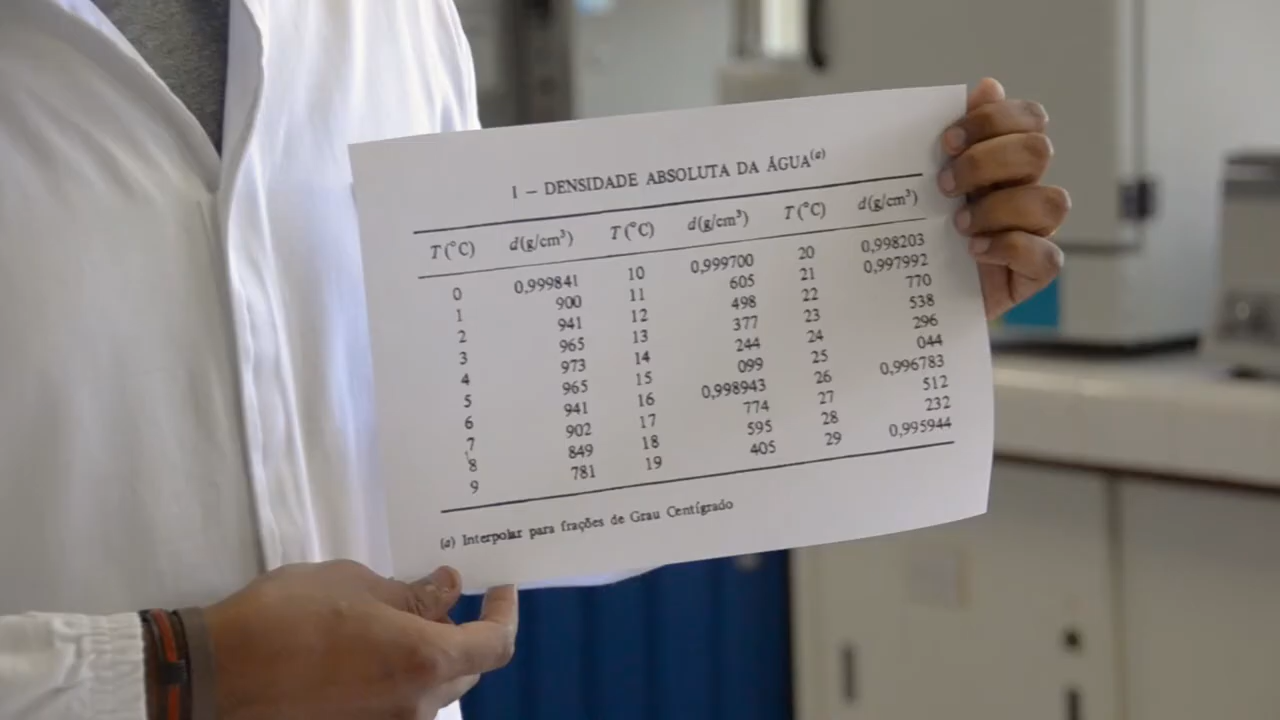 I – DENSIDADE ABSOLUTA DA ÁGUA(a)
T(°C) d(g/cm³) T(°C) d(g/cm³) T(°C) d(g/cm³)
0 0,999841 10 0,999700 20 0,998203
1 900 11 605 21 0,997992
2 941 12 498 22 770
3 965 13 377 23 538
4 973 14 244 24 296
5 965 15 099 25 044
6 941 16 0,998943 26 0,996783
7 902 17 774 27 512
8 849 18 595 28 232
9 781 19 405 29 0,995944
(a) Interpolar para frações de Grau Centígrado